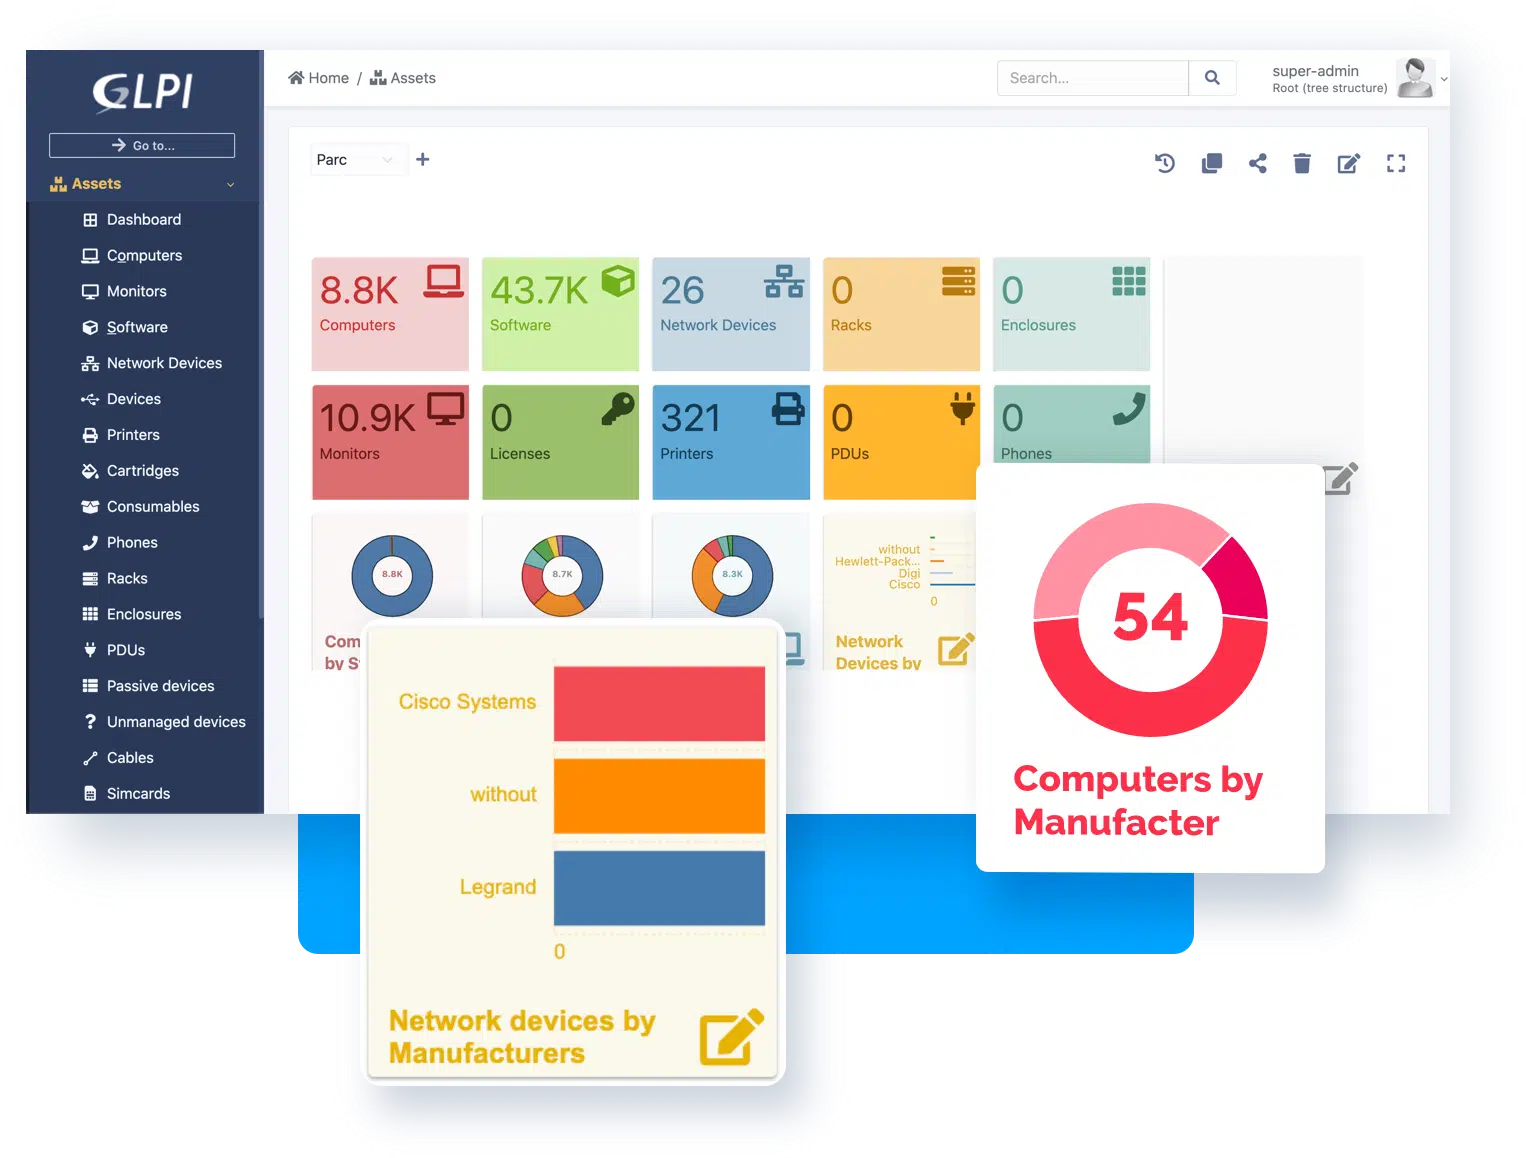 GLPI
Go to...
Assets
Dashboard
Computers
Monitors
Software
Network Devices
Devices
Printers
Cartridges
Consumables
Phones
Racks
Enclosures
PDUs
Passive devices
Unmanaged devices
Cables
Simcards
Home / Assets
Search...
super-admin
Root (tree structure)
Parc
8.8K
Computers
43.7K
Software
26
Network Devices
0
Racks
0
Enclosures
10.9K
Monitors
0
Licenses
321
Printers
0
PDUs
0
Phones
8.8K
Com
by S
8.7K
8.3K
without
Hewlett-Pack...
Digi
Cisco
0
Network
Devices by
Cisco Systems
without
Legrand
0
Network devices by
Manufacturers
54
Computers by
Manufacter